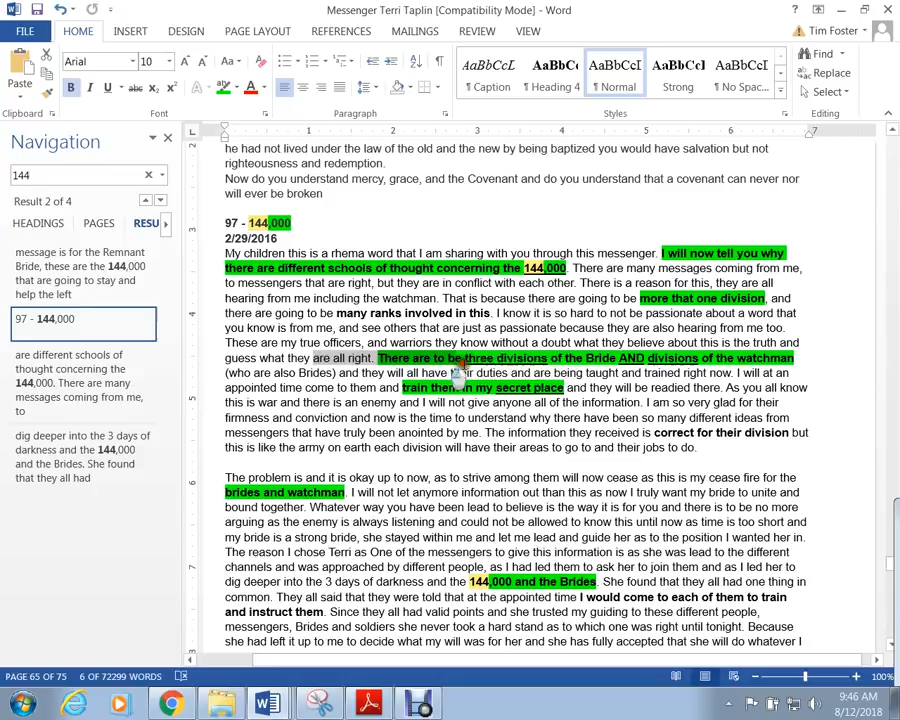 Messenger Terri Taplin [Compatibility Mode] - Word
FILE HOME INSERT DESIGN PAGE LAYOUT REFERENCES MAILINGS REVIEW VIEW Tim Foster
Paste
Arial 10
Aa
B I U abc x₂ x² A
AaBbCcL AaBbCc AaBbCcI AaBbCcI AaBbCcI
¶ Caption ¶ Heading 4 ¶ Normal Strong ¶ No Spac...
Find
Replace
Select
Clipboard Font Paragraph Styles Editing
Navigation
144
Result 2 of 4
HEADINGS PAGES RESU
message is for the Remnant
Bride, these are the 144,000
that are going to stay and
help the left
97 - 144,000
are different schools of
thought concerning the
144,000. There are many
messages coming from me,
to
dig deeper into the 3 days of
darkness and the 144,000
and the Brides. She found
that they all had
1 2 3 4 5 6 7
2
3
4
5
6
7
he had not lived under the law of the old and the new by being baptized you would have salvation but not
righteousness and redemption.
Now do you understand mercy, grace, and the Covenant and do you understand that a covenant can never nor
will ever be broken
97 - 144,000
2/29/2016
My children this is a rhema word that I am sharing with you through this messenger. I will now tell you why
there are different schools of thought concerning the 144,000. There are many messages coming from me,
to messengers that are right, but they are in conflict with each other. There is a reason for this, they are all
hearing from me including the watchman. That is because there are going to be more that one division, and
there are going to be many ranks involved in this. I know it is so hard to not be passionate about a word that
you know is from me, and see others that are just as passionate because they are also hearing from me too.
These are my true officers, and warriors they know without a doubt what they believe about this is the truth and
guess what they are all right. There are to be three divisions of the Bride AND divisions of the watchman
(who are also Brides) and they will all have their duties and are being taught and trained right now. I will at an
appointed time come to them and train them in my secret place and they will be readied there. As you all know
this is war and there is an enemy and I will not give anyone all of the information. I am so very glad for their
firmness and conviction and now is the time to understand why there have been so many different ideas from
messengers that have truly been anointed by me. The information they received is correct for their division but
this is like the army on earth each division will have their areas to go to and their jobs to do.
The problem is and it is okay up to now, as to strive among them will now cease as this is my cease fire for the
brides and watchman. I will not let anymore information out than this as now I truly want my bride to unite and
bound together. Whatever way you have been lead to believe is the way it is for you and there is to be no more
arguing as the enemy is always listening and could not be allowed to know this until now as time is too short and
my bride is a strong bride, she stayed within me and let me lead and guide her as to the position I wanted her in.
The reason I chose Terri as One of the messengers to give this information is as she was lead to the different
channels and was approached by different people, as I had led them to ask her to join them and as I led her to
dig deeper into the 3 days of darkness and the 144,000 and the Brides. She found that they all had one thing in
common. They all said that they were told that at the appointed time I would come to each of them to train
and instruct them. Since they all had valid points and she trusted my guiding to these different people,
messengers, Brides and soldiers she never took a hard stand as to which one was right until tonight. Because
she had left it up to me to decide what my will was for her and she has fully accepted that she will do whatever I
PAGE 65 OF 75 6 OF 72299 WORDS 100%
9:46 AM
8/12/2018